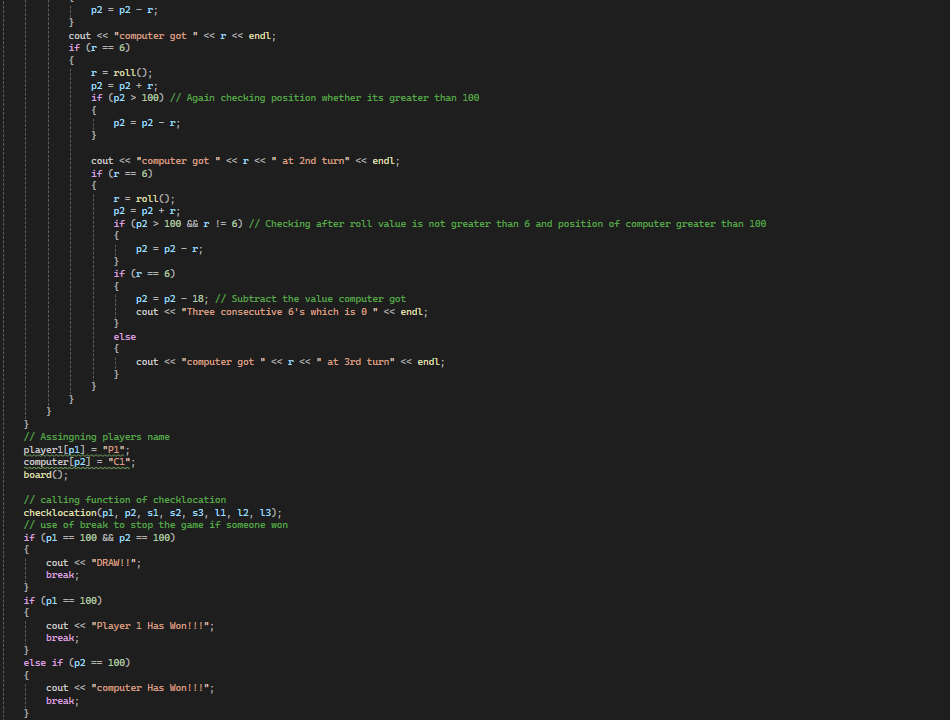 {
p2 = p2 - r;
}
cout << "computer got " << r << endl;
if (r == 6)
{
r = roll();
p2 = p2 + r;
if (p2 > 100) // Again checking position whether its greater than 100
{
p2 = p2 - r;
}
cout << "computer got " << r << " at 2nd turn" << endl;
if (r == 6)
{
r = roll();
p2 = p2 + r;
if (p2 > 100 && r != 6) // Checking after roll value is not greater than 6 and position of computer greater than 100
{
p2 = p2 - r;
}
if (r == 6)
{
p2 = p2 - 18; // Subtract the value computer got
cout << "Three consecutive 6's which is 0 " << endl;
}
else
{
cout << "computer got " << r << " at 3rd turn" << endl;
}
}
}
}
}
// Assingning players name
player1[p1] = "P1";
computer[p2] = "C1";
board();
// calling function of checklocation
checklocation(p1, p2, s1, s2, s3, l1, l2, l3);
// use of break to stop the game if someone won
if (p1 == 100 && p2 == 100)
{
cout << "DRAW!!";
break;
}
if (p1 == 100)
{
cout << "Player 1 Has Won!!!";
break;
}
else if (p2 == 100)
{
cout << "computer Has Won!!!";
break;
}